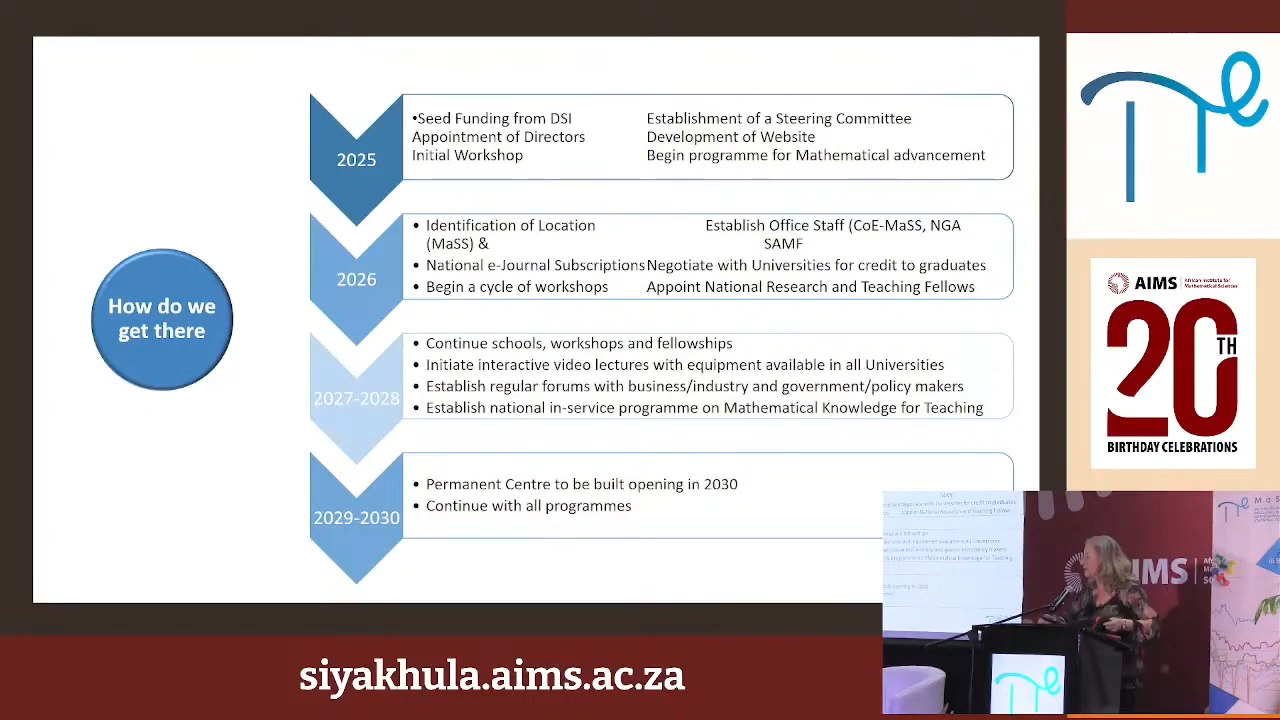 How do we
get there
2025
•Seed Funding from DSI
Appointment of Directors
Initial Workshop
Establishment of a Steering Committee
Development of Website
Begin programme for Mathematical advancement
2026
• Identification of Location
(MaSS) &
Establish Office Staff (CoE-MaSS, NGA
SAMF
• National e-Journal Subscriptions Negotiate with Universities for credit to graduates
• Begin series of workshops Appoint National Research and Teaching Fellows
2027-2028
• Continue schools, workshops and fellowships
• Initiate interactive video lectures with equipment available in all Universities
• Establish regular forums with business/industry and government/policy makers
• Establish national in-service programme on Mathematical Knowledge for Teaching
2029-2030
• Permanent Centre to be built opening in 2030
• Continue with all programmes
AIMS
African Institute for
Mathematical Sciences
20TH
BIRTHDAY CELEBRATIONS
AIMS
siyakhula.aims.ac.za